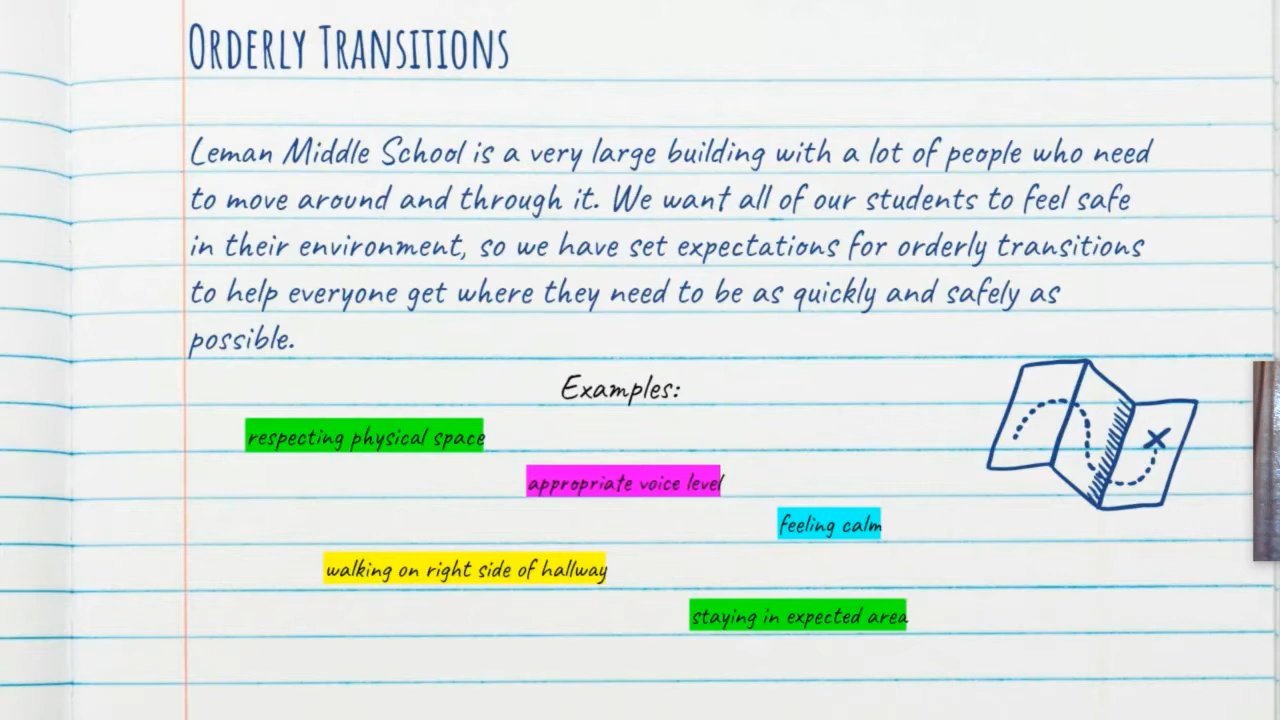 ORDERLY TRANSITIONS
Leman Middle School is a very large building with a lot of people who need
to move around and through it. We want all of our students to feel safe
in their environment, so we have set expectations for orderly transitions
to help everyone get where they need to be as quickly and safely as
possible.
Examples:
respecting physical space
appropriate voice level
feeling calm
walking on right side of hallway
staying in expected area